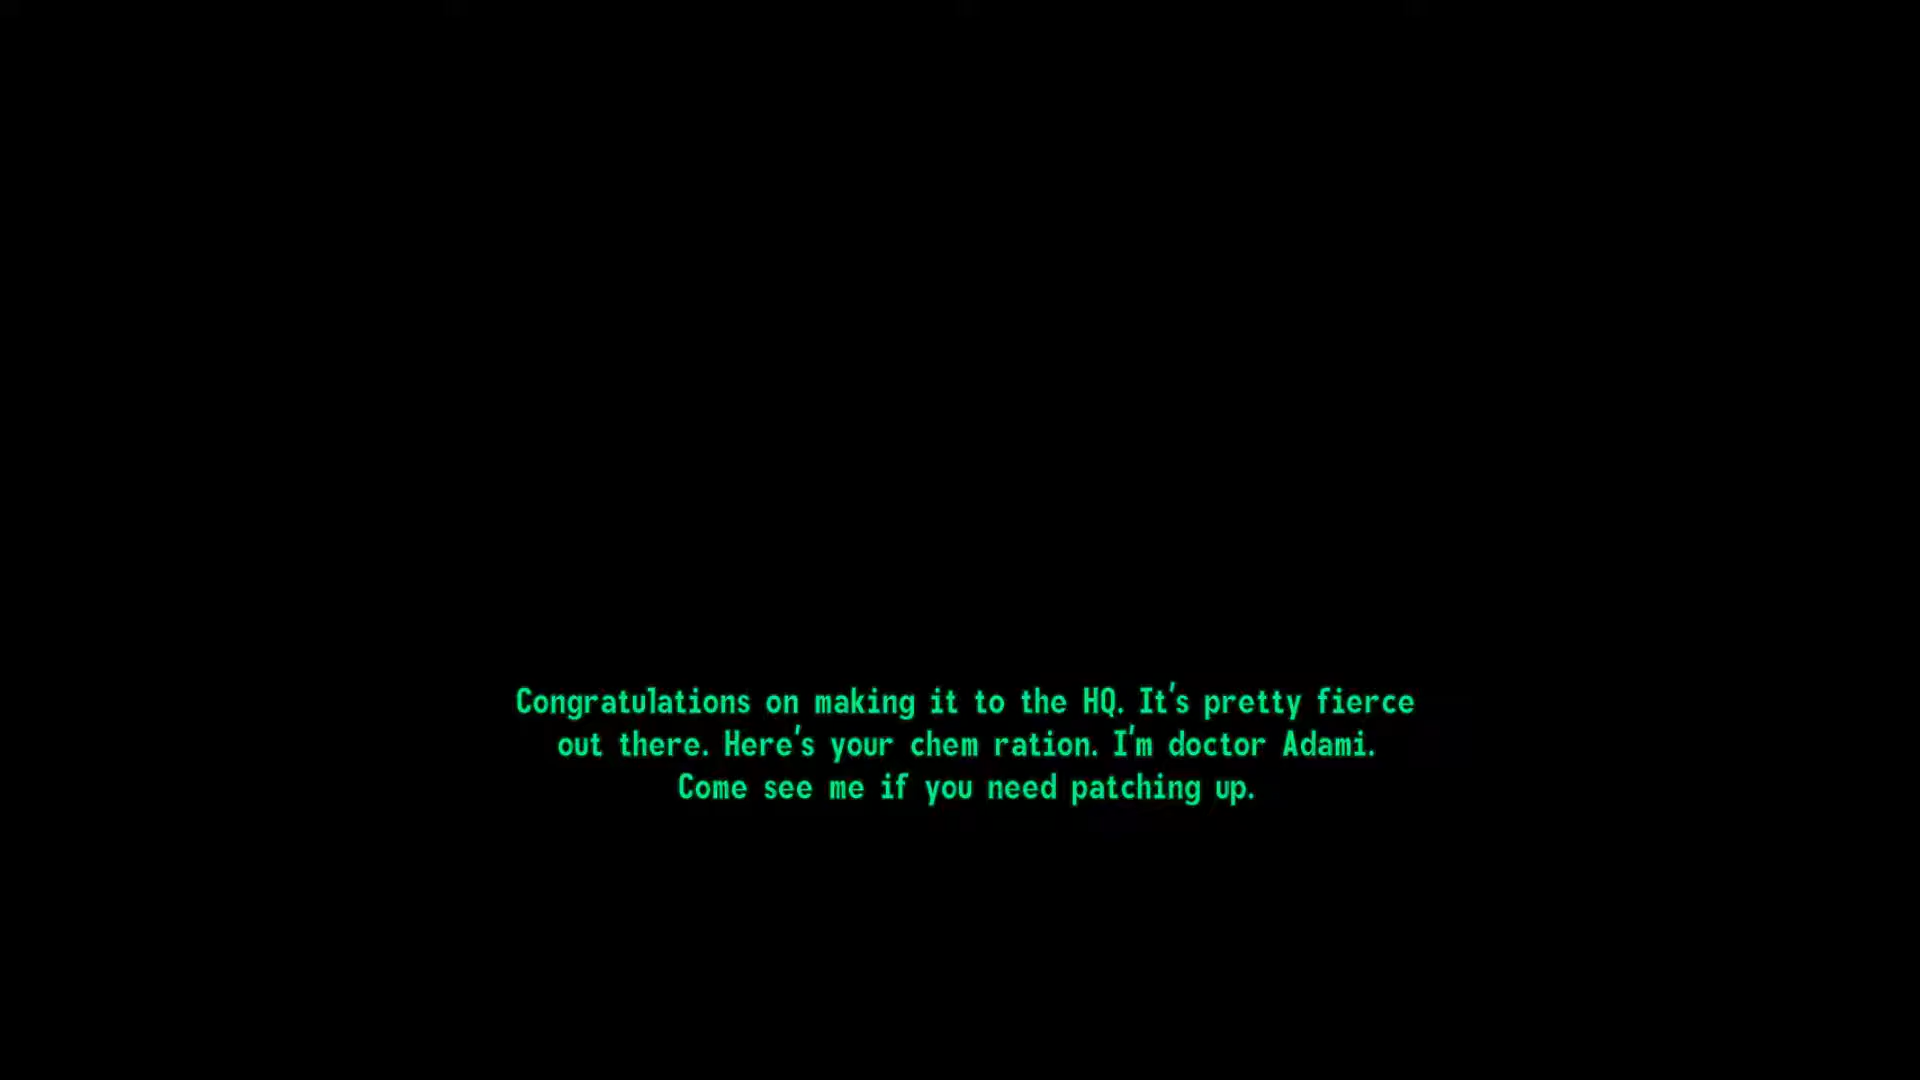 Congratulations on making it to the HQ. It's pretty fierce
out there. Here's your chem ration. I'm doctor Adami.
Come see me if you need patching up.